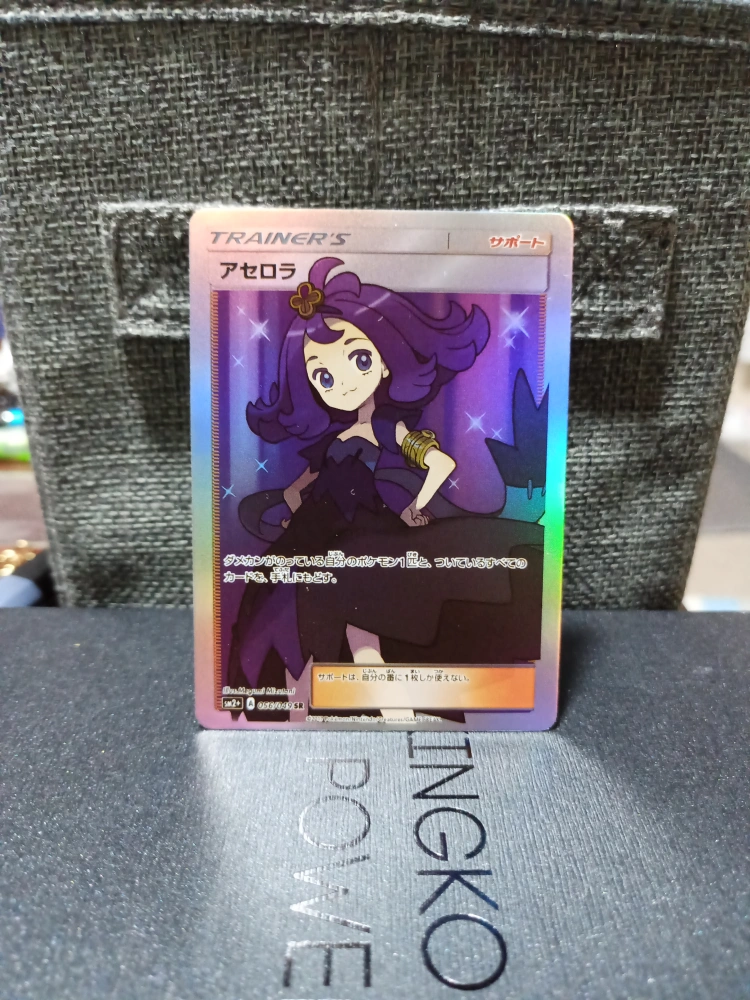 TRAINER'S
サポート
アセロラ
ダメカンがのっている自分のポケモン1匹と、ついているすべての
カードを、手札にもどす。
サポートは、自分の番に1枚しか使えない。
Illus. Megumi Mizutani
SM2+ A 056/049 SR
INGKO
POWE